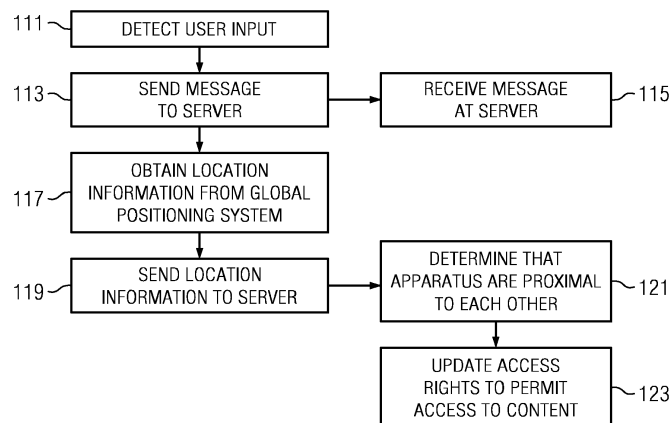 111
DETECT USER INPUT
113
SEND MESSAGE
TO SERVER
RECEIVE MESSAGE
AT SERVER
115
117
OBTAIN LOCATION
INFORMATION FROM GLOBAL
POSITIONING SYSTEM
119
SEND LOCATION
INFORMATION TO SERVER
DETERMINE THAT
APPARATUS ARE PROXIMAL
TO EACH OTHER
121
UPDATE ACCESS
RIGHTS TO PERMIT
ACCESS TO CONTENT
123